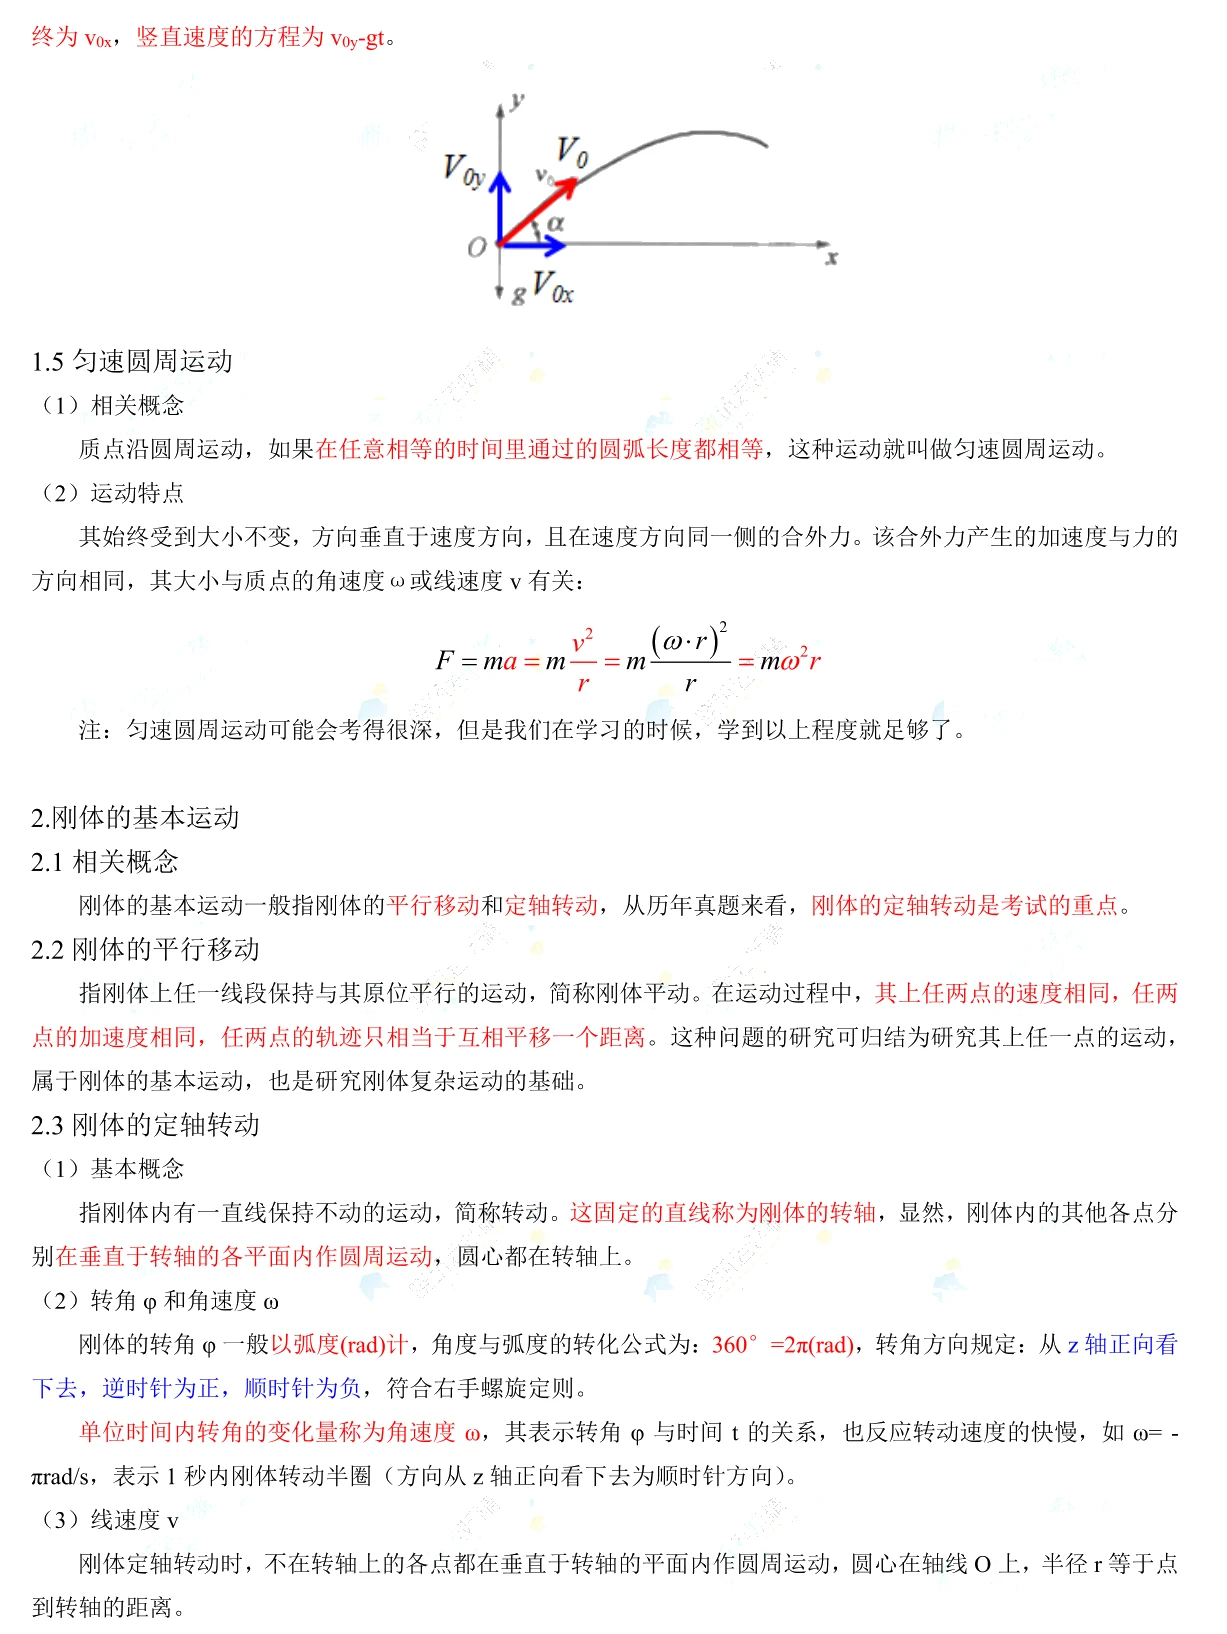 终为 v0x，竖直速度的方程为 v0y-gt。
y
V0
V0y
v0
α
O
x
g
V0x
1.5 匀速圆周运动
（1）相关概念
质点沿圆周运动，如果在任意相等的时间里通过的圆弧长度都相等，这种运动就叫做匀速圆周运动。
（2）运动特点
其始终受到大小不变，方向垂直于速度方向，且在速度方向同一侧的合外力。该合外力产生的加速度与力的
方向相同，其大小与质点的角速度ω或线速度 v 有关：
F = ma = m v²/r = m (ω·r)²/r = mω²r
注：匀速圆周运动可能会考得很深，但是我们在学习的时候，学到以上程度就足够了。
2.刚体的基本运动
2.1 相关概念
刚体的基本运动一般指刚体的平行移动和定轴转动，从历年真题来看，刚体的定轴转动是考试的重点。
2.2 刚体的平行移动
指刚体上任一线段保持与其原位平行的运动，简称刚体平动。在运动过程中，其上任两点的速度相同，任两
点的加速度相同，任两点的轨迹只相当于互相平移一个距离。这种问题的研究可归结为研究其上任一点的运动，
属于刚体的基本运动，也是研究刚体复杂运动的基础。
2.3 刚体的定轴转动
（1）基本概念
指刚体内有一直线保持不动的运动，简称转动。这固定的直线称为刚体的转轴，显然，刚体内的其他各点分
别在垂直于转轴的各平面内作圆周运动，圆心都在转轴上。
（2）转角 φ 和角速度 ω
刚体的转角 φ 一般以弧度(rad)计，角度与弧度的转化公式为：360°=2π(rad)，转角方向规定：从 z 轴正向看
下去，逆时针为正，顺时针为负，符合右手螺旋定则。
单位时间内转角的变化量称为角速度 ω，其表示转角 φ 与时间 t 的关系，也反应转动速度的快慢，如 ω= -
πrad/s，表示 1 秒内刚体转动半圈（方向从 z 轴正向看下去为顺时针方向）。
（3）线速度 v
刚体定轴转动时，不在转轴上的各点都在垂直于转轴的平面内作圆周运动，圆心在轴线 O 上，半径 r 等于点
到转轴的距离。